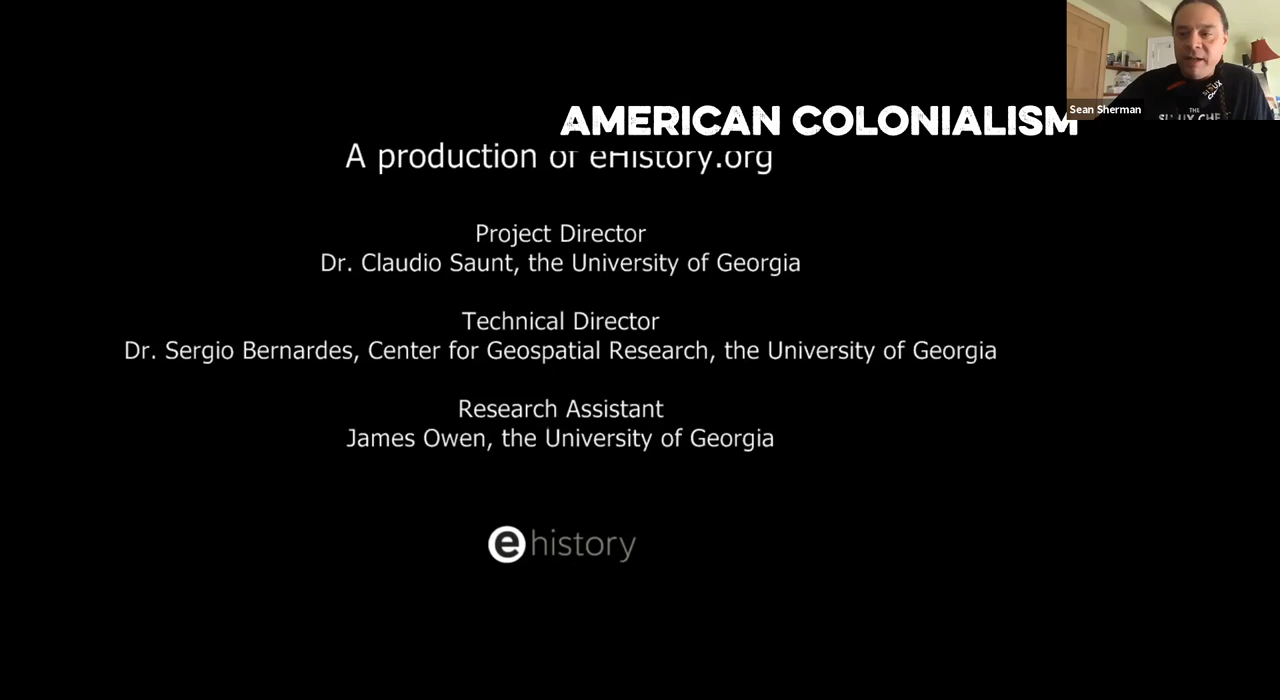 Sean Sherman
AMERICAN COLONIALISM
A production of eHistory.org
Project Director
Dr. Claudio Saunt, the University of Georgia
Technical Director
Dr. Sergio Bernardes, Center for Geospatial Research, the University of Georgia
Research Assistant
James Owen, the University of Georgia
e history
THE